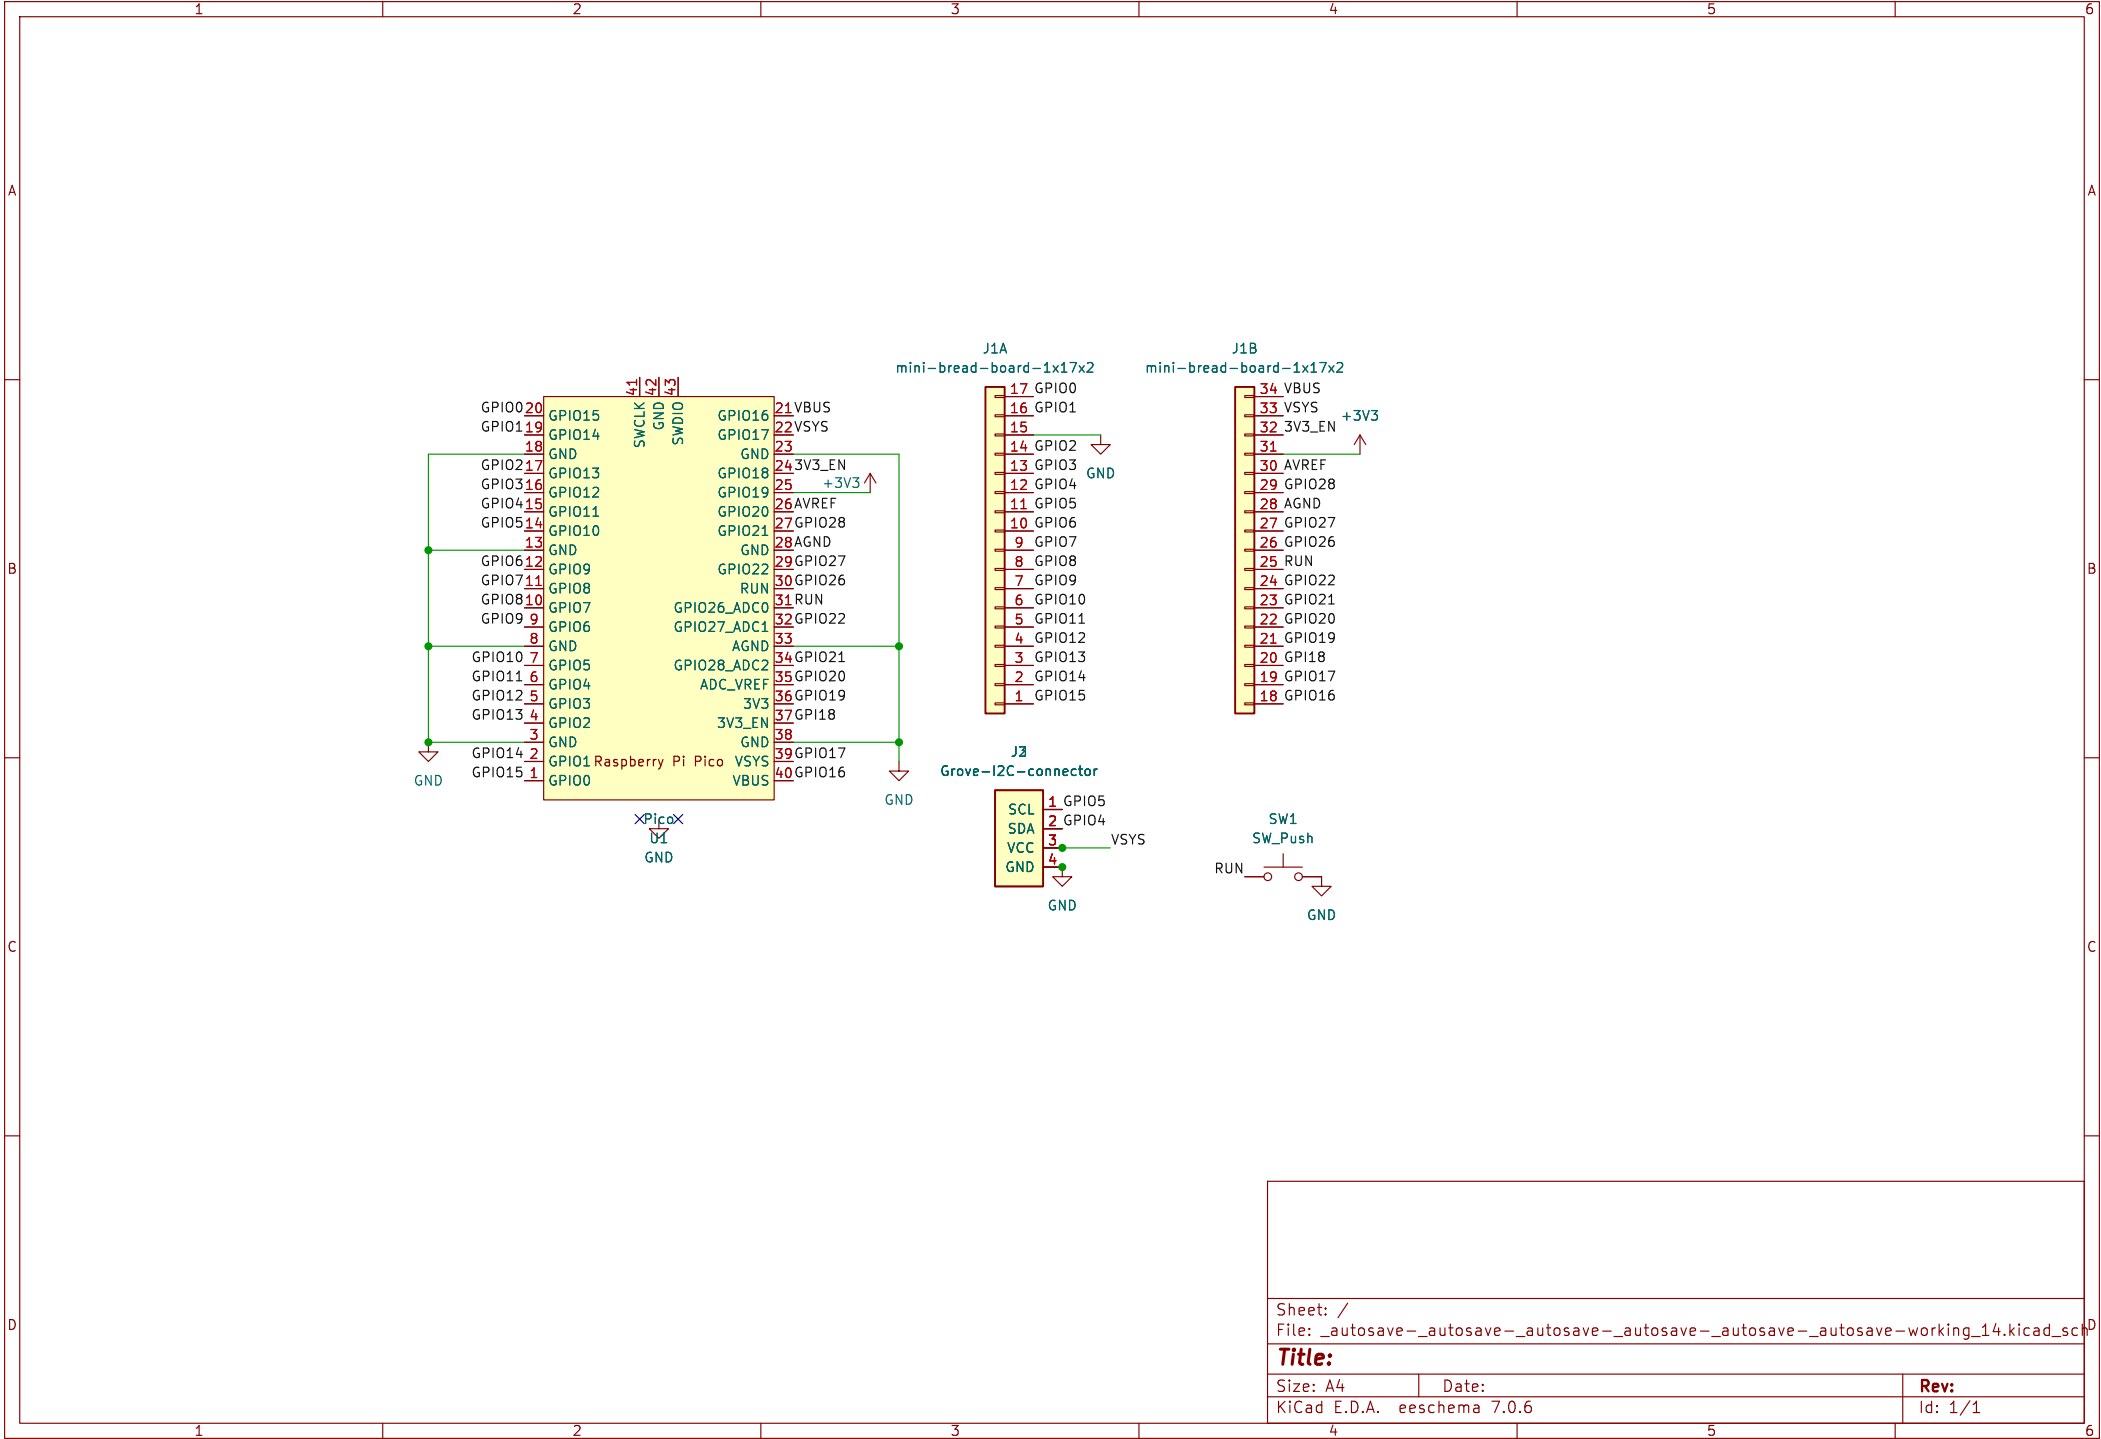 1 2 3 4 5 6
A A
B B
C C
D D
41 42 43
SWCLK GND SWDIO
GPIO0 20 GPIO15 GPIO16 21 VBUS
GPIO1 19 GPIO14 GPIO17 22 VSYS
18 GND GND 23
GPIO2 17 GPIO13 GPIO18 24 3V3_EN
GPIO3 16 GPIO12 GPIO19 25 +3V3
GPIO4 15 GPIO11 GPIO20 26 AVREF
GPIO5 14 GPIO10 GPIO21 27 GPIO28
13 GND GND 28 AGND
GPIO6 12 GPIO9 GPIO22 29 GPIO27
GPIO7 11 GPIO8 RUN 30 GPIO26
GPIO8 10 GPIO7 GPIO26_ADC0 31 RUN
GPIO9 9 GPIO6 GPIO27_ADC1 32 GPIO22
8 GND AGND 33
GPIO10 7 GPIO5 GPIO28_ADC2 34 GPIO21
GPIO11 6 GPIO4 ADC_VREF 35 GPIO20
GPIO12 5 GPIO3 3V3 36 GPIO19
GPIO13 4 GPIO2 3V3_EN 37 GPI18
3 GND GND 38
GPIO14 2 GPIO1 Raspberry Pi Pico VSYS 39 GPIO17
GPIO15 1 GPIO0 VBUS 40 GPIO16
GND
GND
Pico
U1
GND
J1A
mini-bread-board-1x17x2
17 GPIO0
16 GPIO1
15
14 GPIO2
13 GPIO3
12 GPIO4
11 GPIO5
10 GPIO6
9 GPIO7
8 GPIO8
7 GPIO9
6 GPIO10
5 GPIO11
4 GPIO12
3 GPIO13
2 GPIO14
1 GPIO15
GND
J1B
mini-bread-board-1x17x2
34 VBUS
33 VSYS
32 3V3_EN
31 +3V3
30 AVREF
29 GPIO28
28 AGND
27 GPIO27
26 GPIO26
25 RUN
24 GPIO22
23 GPIO21
22 GPIO20
21 GPIO19
20 GPI18
19 GPIO17
18 GPIO16
Grove-I2C-connector
SCL 1 GPIO5
SDA 2 GPIO4
VCC 3 VSYS
GND 4
GND
SW1
SW_Push
RUN
GND
Sheet: /
File: _autosave-_autosave-_autosave-_autosave-_autosave-_autosave-working_14.kicad_sch
Title:
Size: A4 Date: Rev:
KiCad E.D.A. eeschema 7.0.6 Id: 1/1
1 2 3 4 5 6